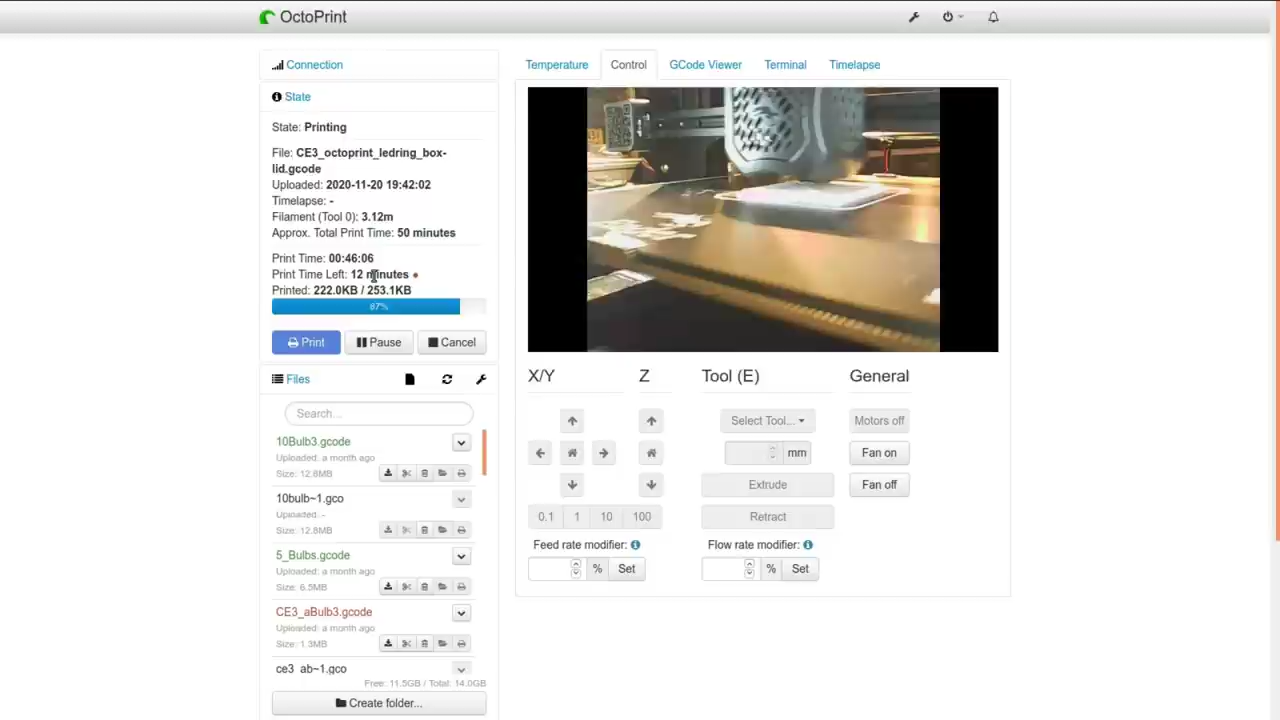 OctoPrint
Connection
State
State: Printing
File: CE3_octoprint_ledring_box-
lid.gcode
Uploaded: 2020-11-20 19:42:02
Timelapse: -
Filament (Tool 0): 3.12m
Approx. Total Print Time: 50 minutes
Print Time: 00:46:06
Print Time Left: 12 minutes
Printed: 222.0KB / 253.1KB
87%
Print
Pause
Cancel
Files
Search...
10Bulb3.gcode
Uploaded: a month ago
Size: 12.8MB
10bulb~1.gco
Uploaded: -
Size: 12.8MB
5_Bulbs.gcode
Uploaded: a month ago
Size: 6.5MB
CE3_aBulb3.gcode
Uploaded: a month ago
Size: 1.3MB
ce3_ab~1.gco
Free: 11.5GB / Total: 14.0GB
Create folder...
Temperature
Control
GCode Viewer
Terminal
Timelapse
X/Y
Z
Tool (E)
General
Select Tool...
Motors off
mm
Fan on
Extrude
Fan off
0.1 1 10 100
Retract
Feed rate modifier:
Flow rate modifier:
% Set
% Set